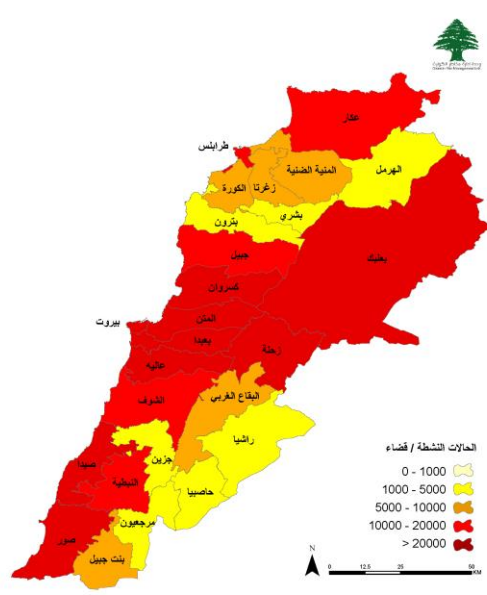 عكار
طرابلس
الهرمل
المنية الضنية
زغرتا
الكورة
بشري
بترون
جبيل
بعلبك
كسروان
المتن
بيروت
بعبدا
زحلة
عاليه
البقاع الغربي
الشوف
راشيا
جزين
صيدا
النبطية
حاصبيا
مرجعيون
صور
بنت جبيل
الحالات النشطة / قضاء
0 - 1000
1000 - 5000
5000 - 10000
10000 - 20000
> 20000
N
0 12.5 25 50
KM